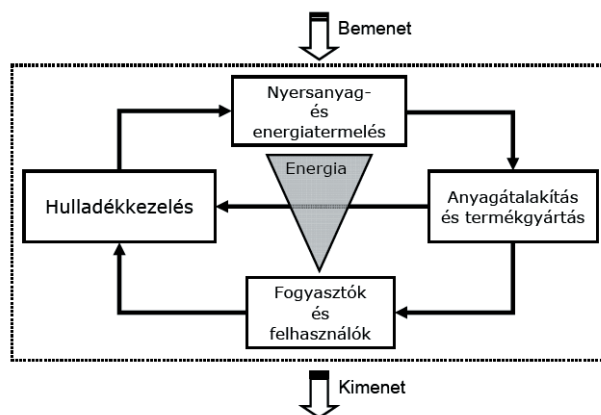 Bemenet
Nyersanyag-
és
energiatermelés
Energia
Hulladékkezelés
Anyagátalakítás
és termékgyártás
Fogyasztók
és
felhasználók
Kimenet